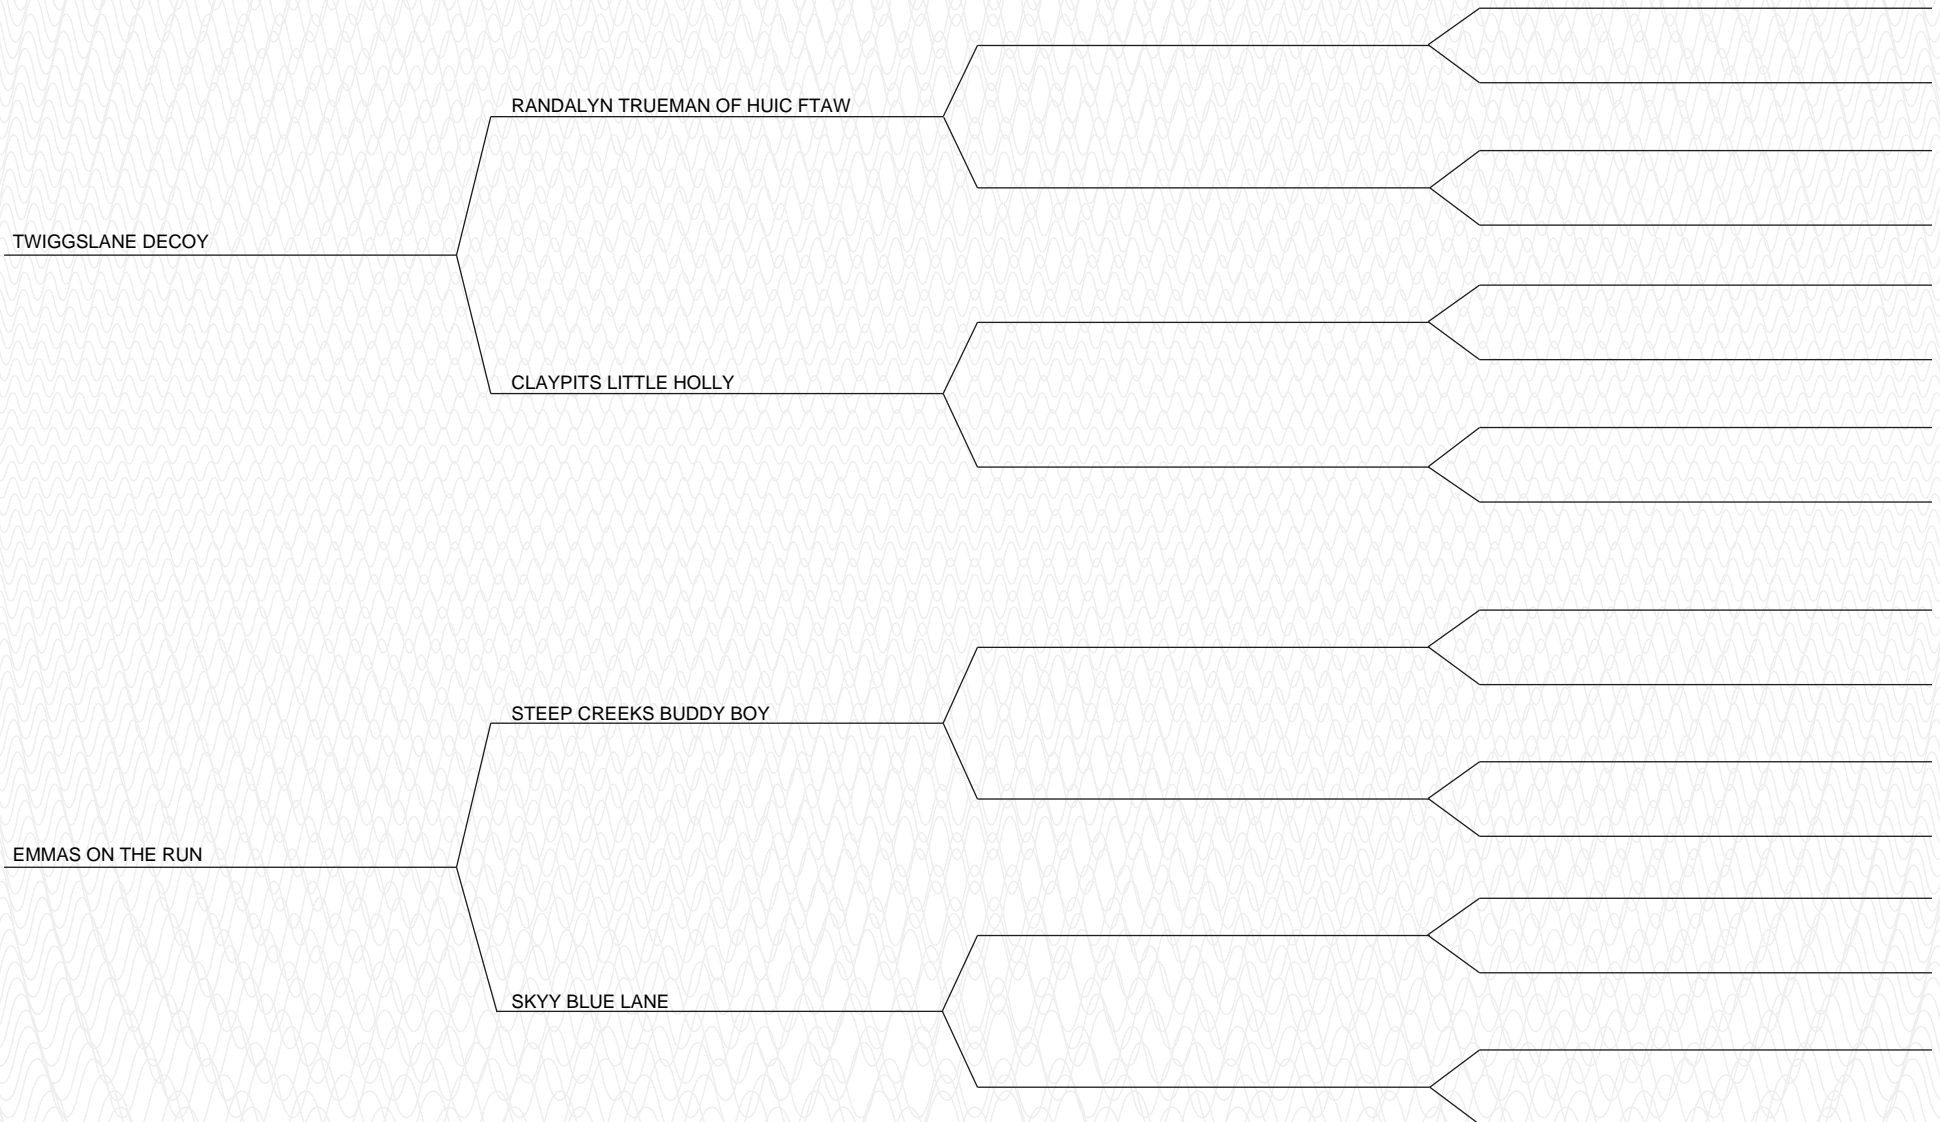 RANDALYN TRUEMAN OF HUIC FTAW
TWIGGSLANE DECOY
CLAYPITS LITTLE HOLLY
STEEP CREEKS BUDDY BOY
EMMAS ON THE RUN
SKYY BLUE LANE